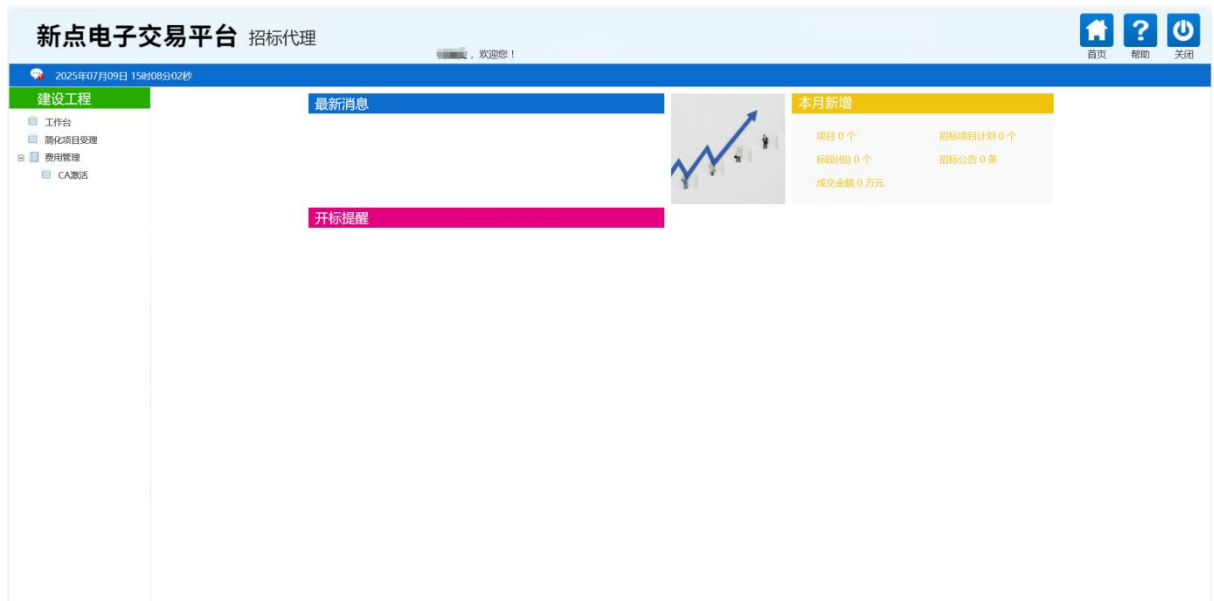 新点电子交易平台 招标代理
，欢迎您！
首页 帮助 关闭
2025年07月09日 15时08分02秒
建设工程
工作台
简化项目受理
费用管理
CA激活
最新消息
开标提醒
本月新增
项目 0 个 招标项目计划 0 个
标段(包) 0 个 招标公告 0 条
成交金额 0 万元